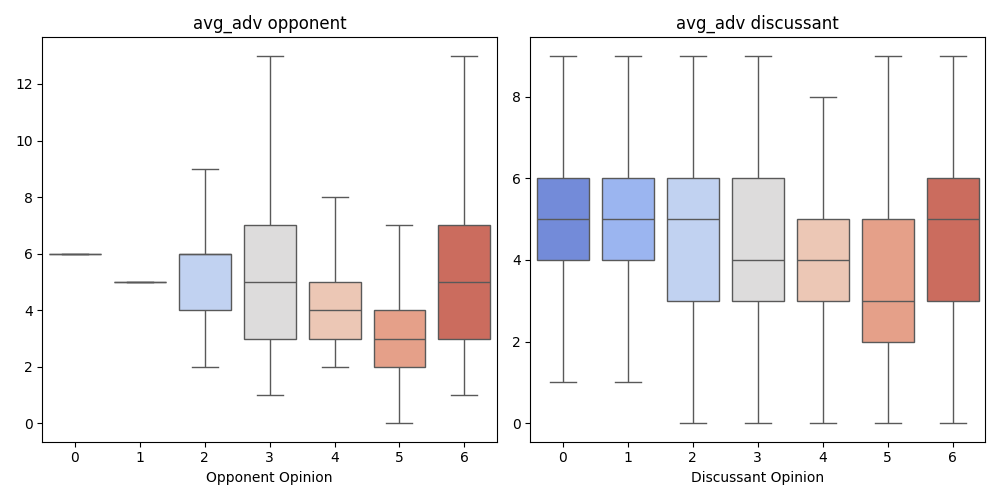 avg_adv opponent
12
10
8
6
4
2
0
0 1 2 3 4 5 6
Opponent Opinion
avg_adv discussant
8
6
4
2
0
0 1 2 3 4 5 6
Discussant Opinion